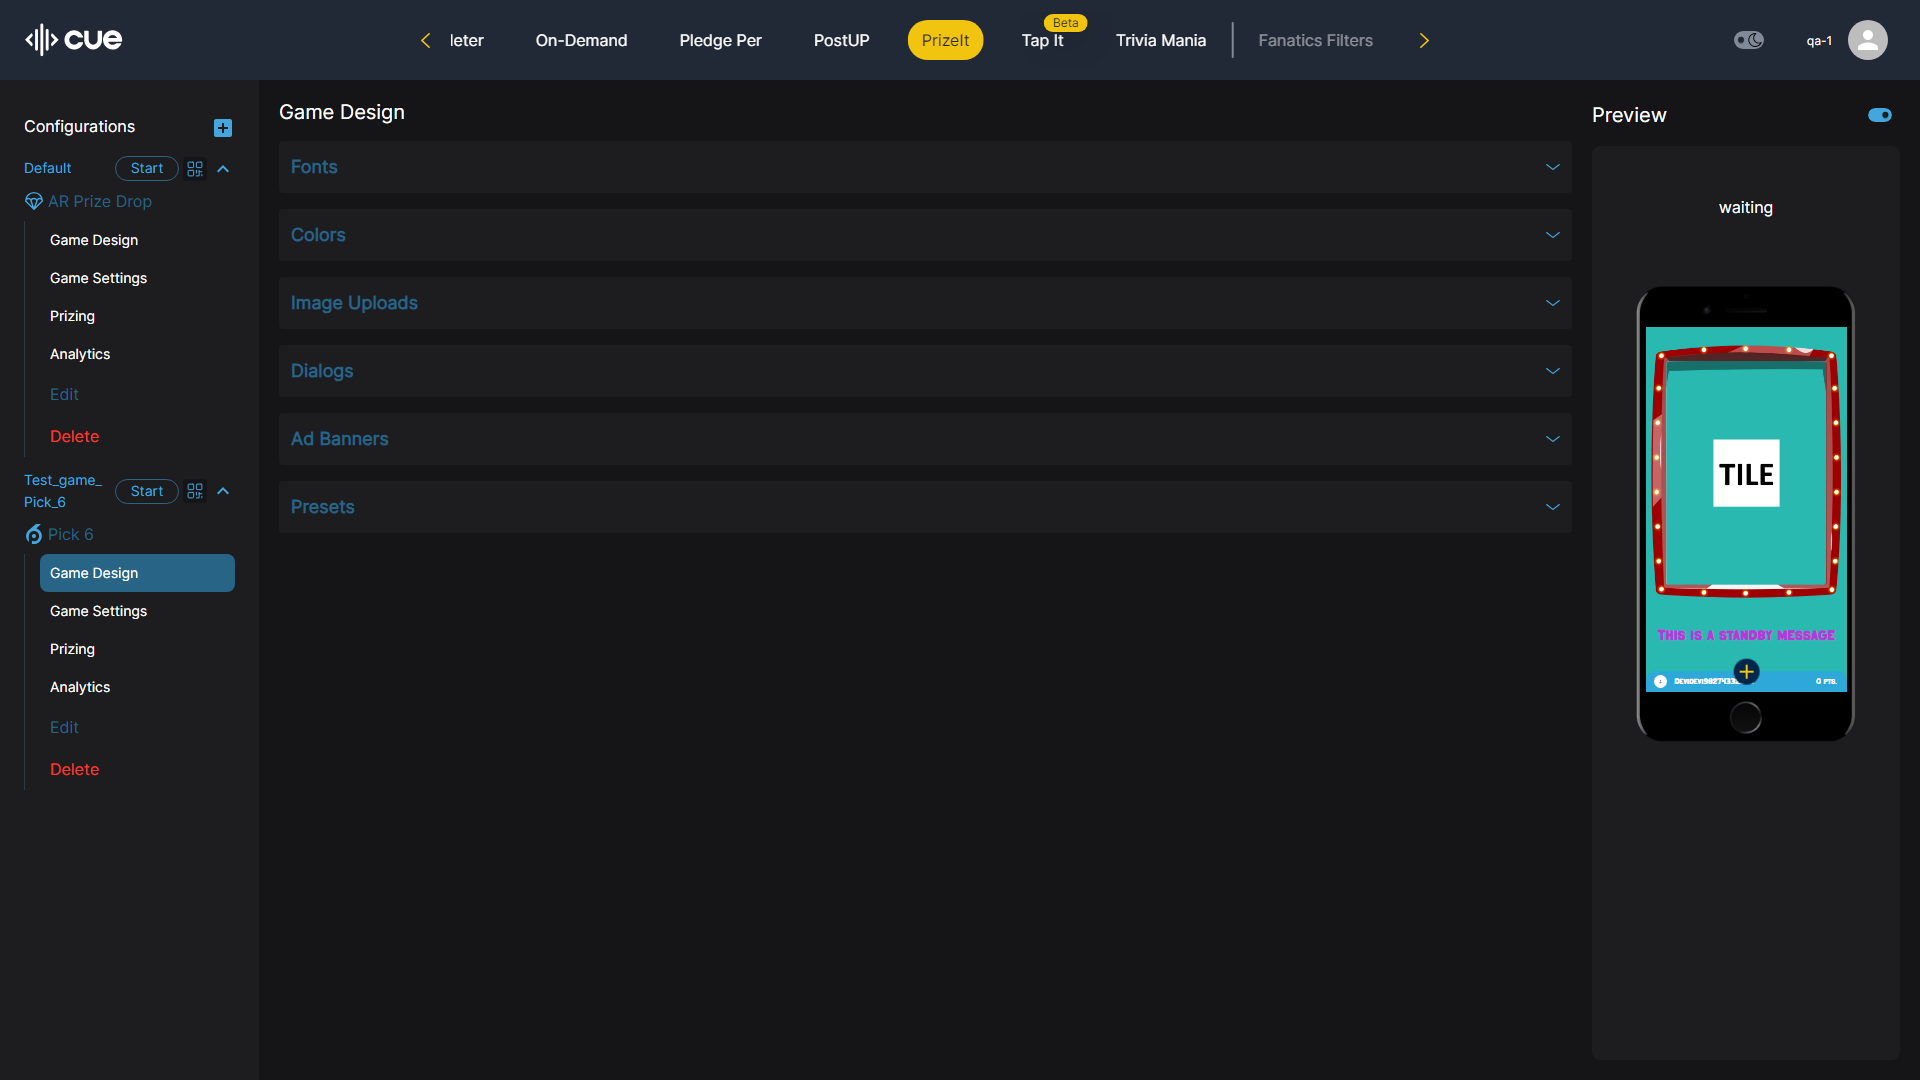 cue
leter
On-Demand
Pledge Per
PostUP
PrizeIt
Beta
Tap It
Trivia Mania
Fanatics Filters
qa-1
Configurations
Default
Start
AR Prize Drop
Game Design
Game Settings
Prizing
Analytics
Edit
Delete
Test_game_
Pick_6
Start
Pick 6
Game Design
Game Settings
Prizing
Analytics
Edit
Delete
Game Design
Fonts
Colors
Image Uploads
Dialogs
Ad Banners
Presets
Preview
waiting
TILE
THIS IS A STANDBY MESSAGE
0 PTS.